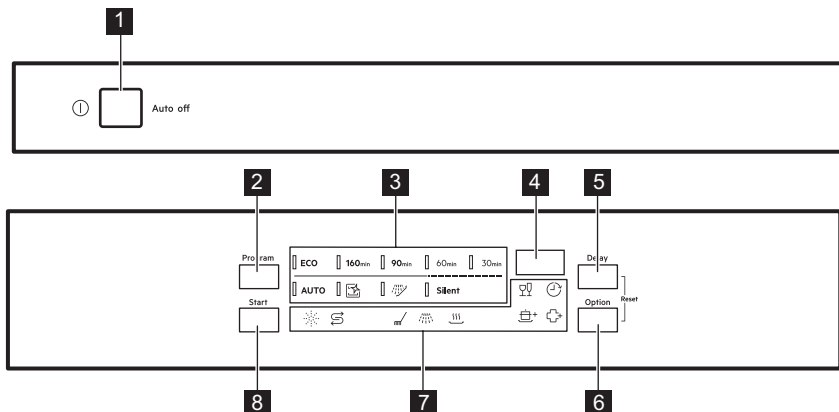 1
Auto off
2 3 4 5
Program
ECO 160min 90min 60min 30min
Delay
AUTO Silent
Start
Option
Reset
8 7 6